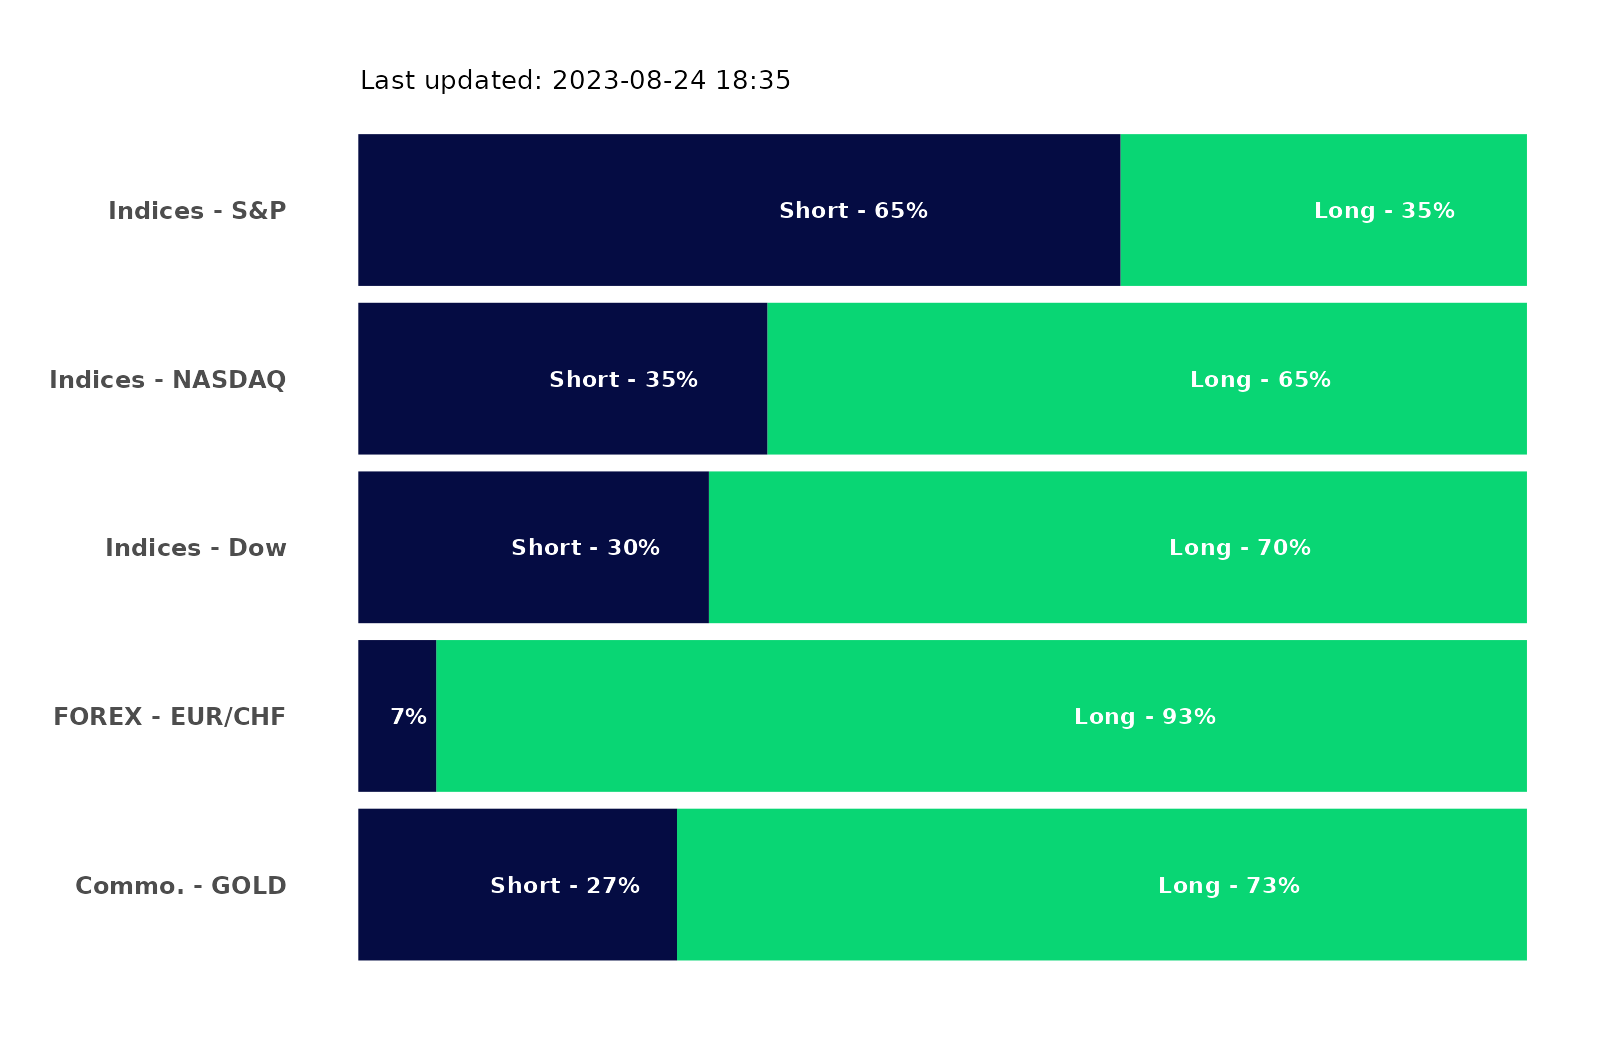 Last updated: 2023-08-24 18:35
Indices - S&P
Short - 65%
Long - 35%
Indices - NASDAQ
Short - 35%
Long - 65%
Indices - Dow
Short - 30%
Long - 70%
FOREX - EUR/CHF
7%
Long - 93%
Commo. - GOLD
Short - 27%
Long - 73%